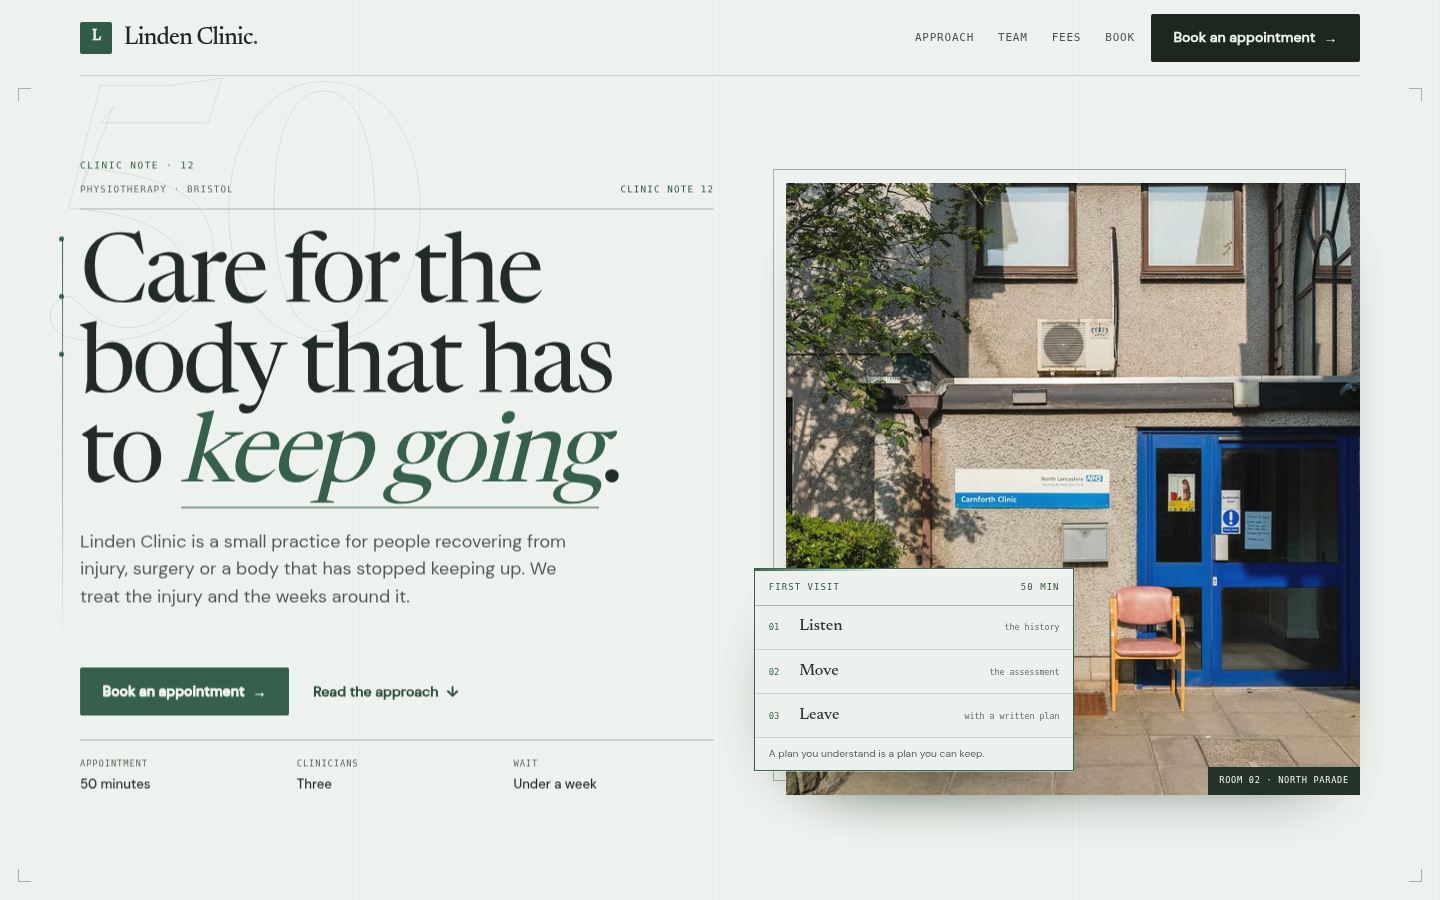 L
Linden Clinic.
APPROACH
TEAM
FEES
BOOK
Book an appointment →
50
CLINIC NOTE · 12
PHYSIOTHERAPY · BRISTOL
CLINIC NOTE 12
Care for the
body that has
to keep going.
Linden Clinic is a small practice for people recovering from
injury, surgery or a body that has stopped keeping up. We
treat the injury and the weeks around it.
Book an appointment →
Read the approach ↓
APPOINTMENT
50 minutes
CLINICIANS
Three
WAIT
Under a week
North Lancashire NHS
Carnforth Clinic
FIRST VISIT
50 MIN
01 Listen the history
02 Move the assessment
03 Leave with a written plan
A plan you understand is a plan you can keep.
ROOM 02 · NORTH PARADE